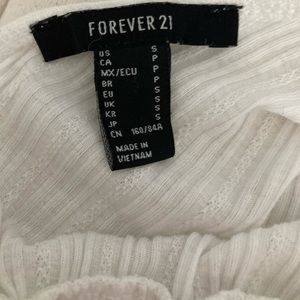 FOREVER 21
US S
CA P
MX/ECU P
BR P
EU S
UK S
KR S
JP S
CN 160/84A
MADE IN
VIETNAM